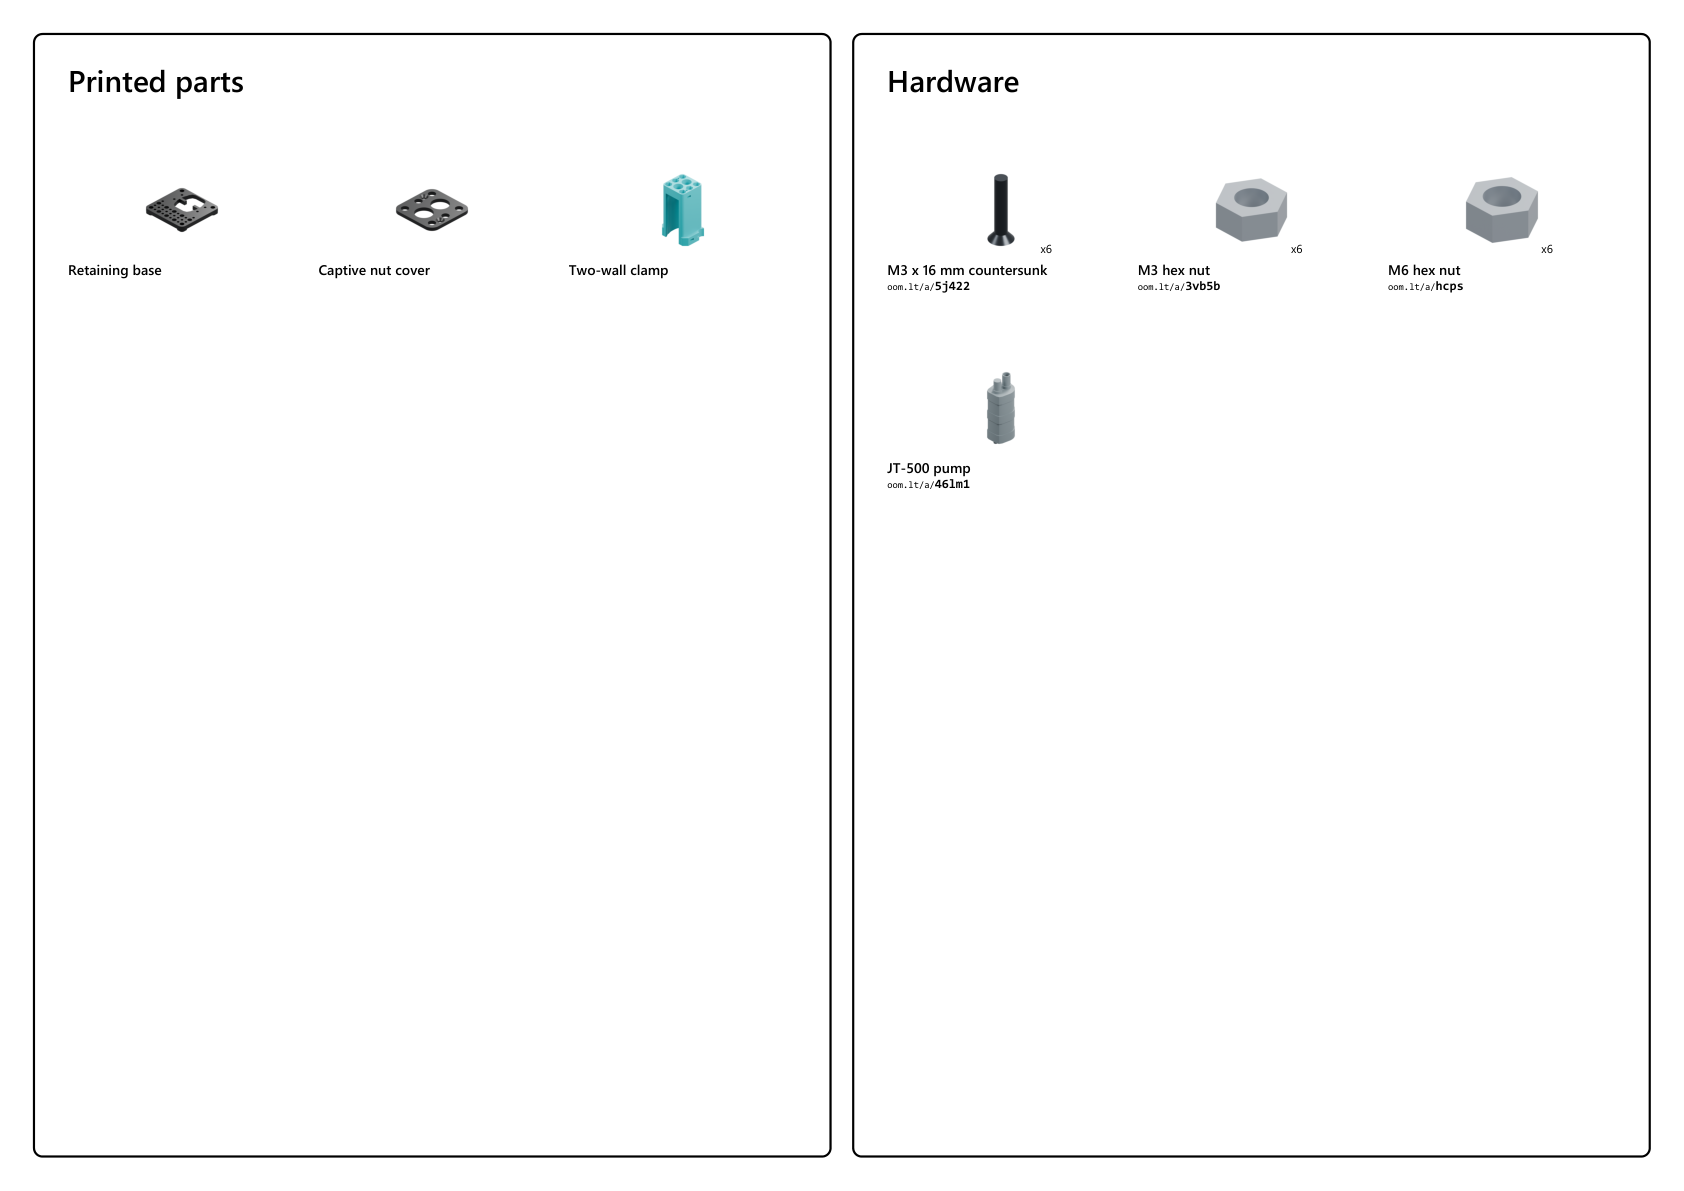 Printed parts
Retaining base
Captive nut cover
Two-wall clamp
Hardware
x6
M3 x 16 mm countersunk
oom.lt/a/5j422
x6
M3 hex nut
oom.lt/a/3vb5b
x6
M6 hex nut
oom.lt/a/hcps
JT-500 pump
oom.lt/a/46lm1